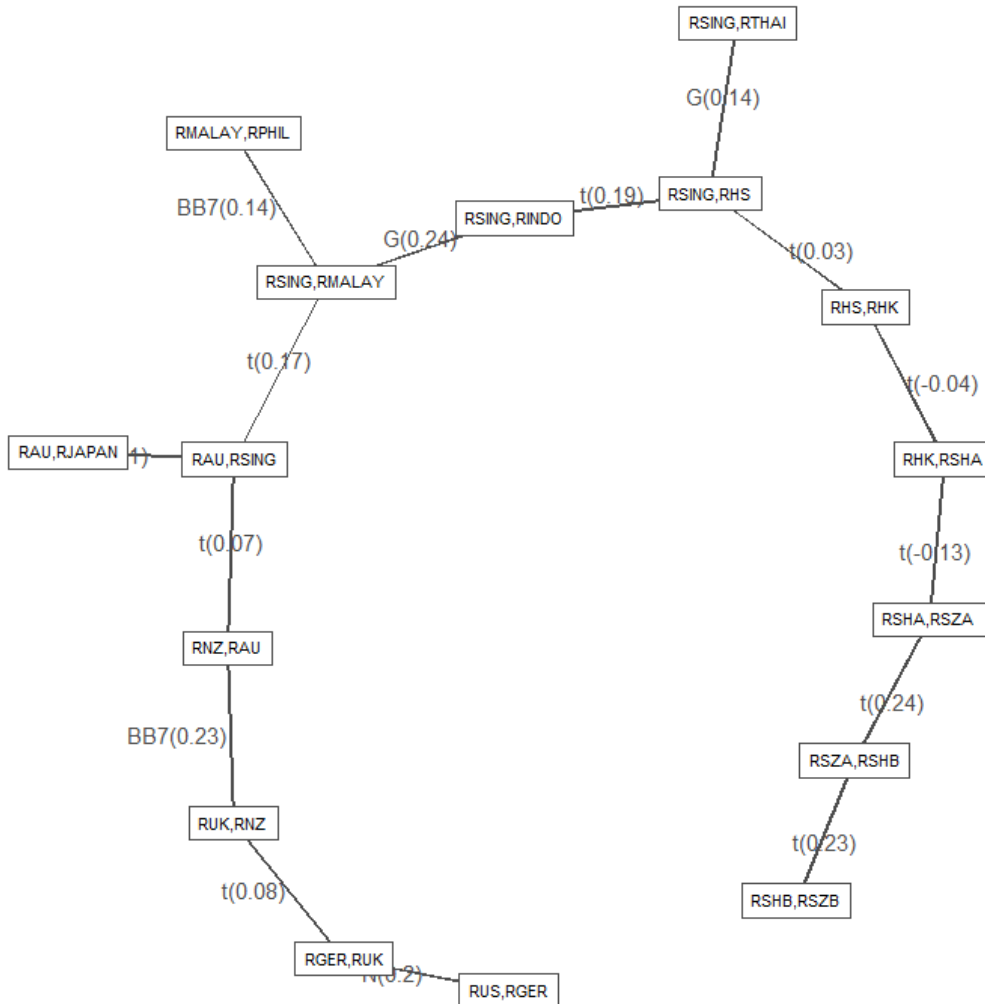 RSING,RTHAI
G(0.14)
RMALAY,RPHIL
BB7(0.14)
t(0.19)
RSING,RHS
RSING,RINDO
G(0.24)
t(0.03)
RSING,RMALAY
RHS,RHK
t(0.17)
t(-0.04)
RAU,RJAPAN
1)
RAU,RSING
RHK,RSHA
t(0.07)
t(-0.13)
RSHA,RSZA
RNZ,RAU
t(0.24)
BB7(0.23)
RSZA,RSHB
RUK,RNZ
t(0.23)
t(0.08)
RSHB,RSZB
RGER,RUK
N(0.2)
RUS,RGER